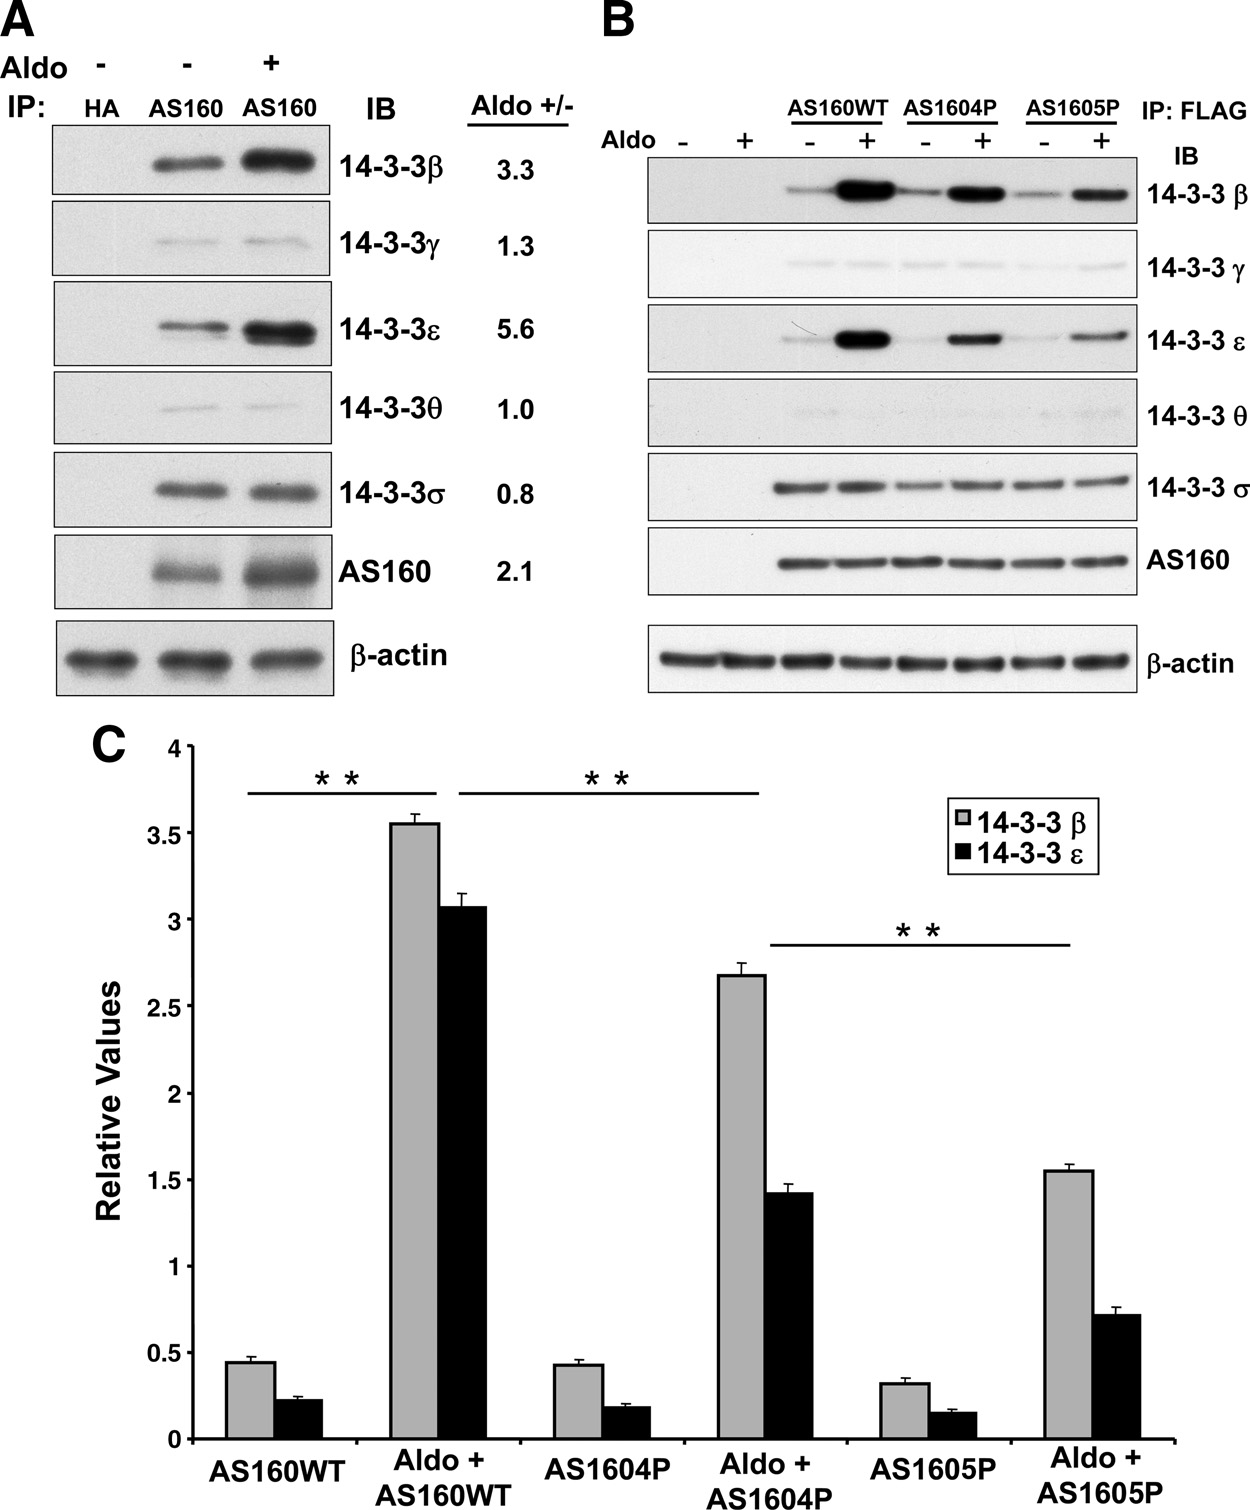 A
Aldo - - +
IP: HA AS160 AS160 IB Aldo +/-
14-3-3β 3.3
14-3-3γ 1.3
14-3-3ε 5.6
14-3-3θ 1.0
14-3-3σ 0.8
AS160 2.1
β-actin
B
AS160WT AS1604P AS1605P IP: FLAG
Aldo - + - + - + - +
IB
14-3-3 β
14-3-3 γ
14-3-3 ε
14-3-3 θ
14-3-3 σ
AS160
β-actin
C
Relative Values
4
3.5
3
2.5
2
1.5
1
0.5
0
* *
* *
* *
14-3-3 β
14-3-3 ε
AS160WT
Aldo +
AS160WT
AS1604P
Aldo +
AS1604P
AS1605P
Aldo +
AS1605P